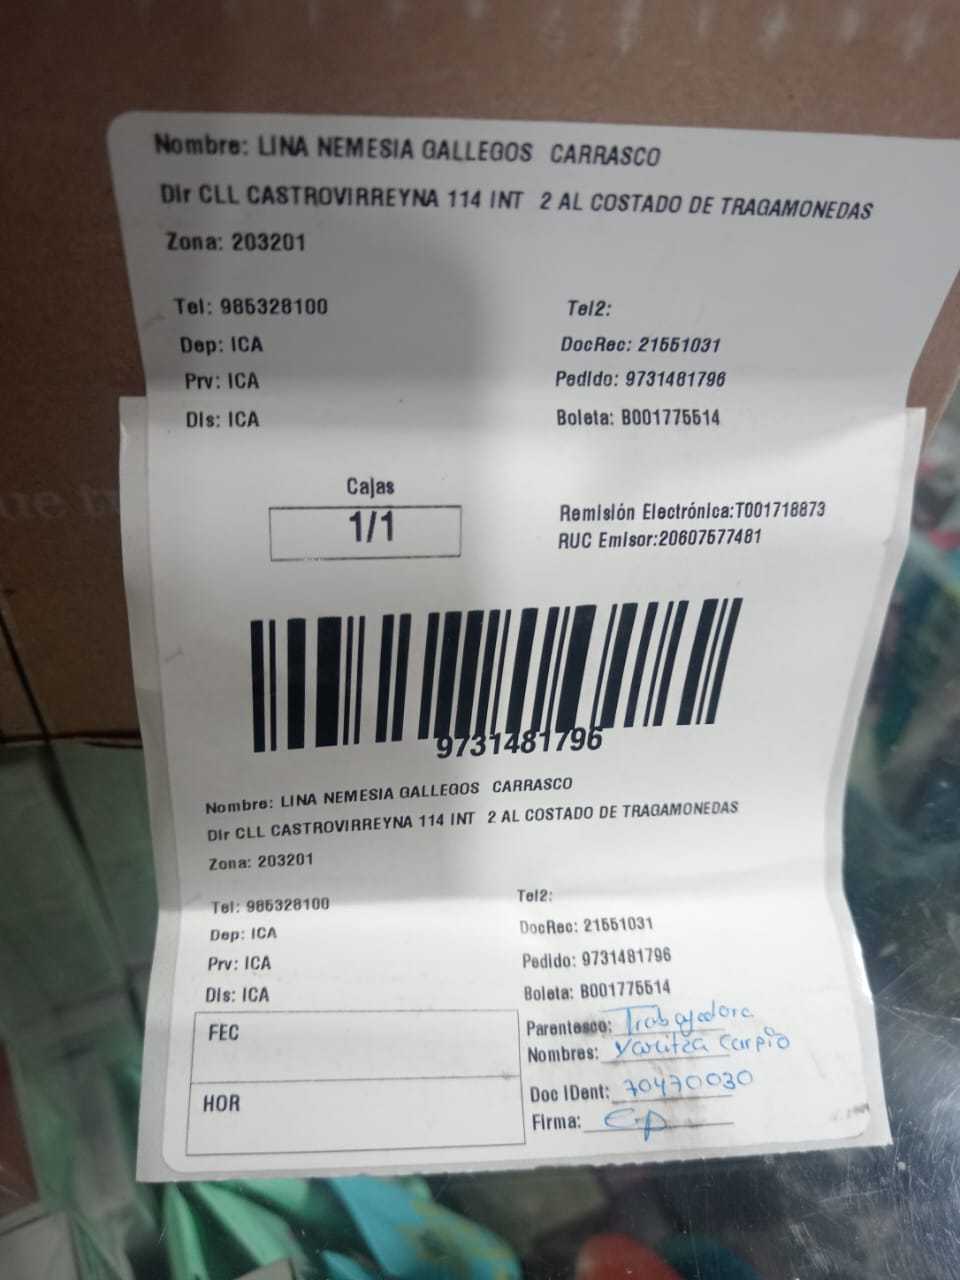 Nombre: LINA NEMESIA GALLEGOS CARRASCO
Dir CLL CASTROVIRREYNA 114 INT 2 AL COSTADO DE TRAGAMONEDAS
Zona: 203201
Tel: 985328100 Tel2:
Dep: ICA DocRec: 21551031
Prv: ICA Pedido: 9731481796
Dis: ICA Boleta: B001775514
Cajas
1/1
Remisión Electrónica:T001718873
RUC Emisor:20607577481
9731481796
Nombre: LINA NEMESIA GALLEGOS CARRASCO
Dir CLL CASTROVIRREYNA 114 INT 2 AL COSTADO DE TRAGAMONEDAS
Zona: 203201
Tel: 985328100 Tel2:
Dep: ICA DocRec: 21551031
Prv: ICA Pedido: 9731481796
Dis: ICA Boleta: B001775514
FEC Parentesco: Trabajadora
Nombres: Yaritza Carpio
HOR Doc IDent: 70470030
Firma: